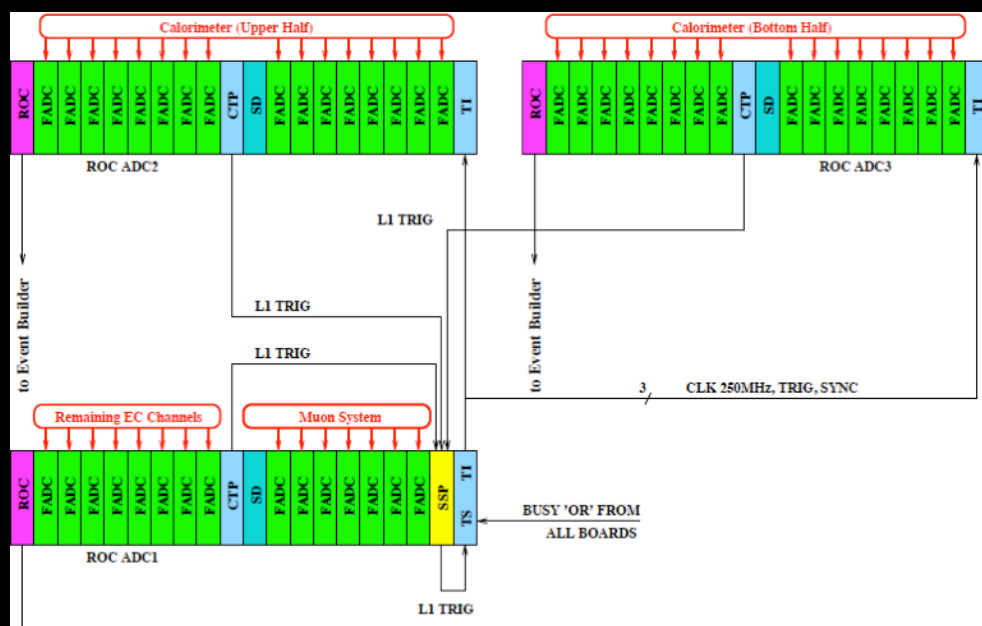 Calorimeter (Upper Half)
Calorimeter (Bottom Half)
ROC FADC FADC FADC FADC FADC FADC FADC FADC CTP SD FADC FADC FADC FADC FADC FADC FADC FADC TI
ROC FADC FADC FADC FADC FADC FADC FADC FADC CTP SD FADC FADC FADC FADC FADC FADC FADC FADC TI
ROC ADC2
ROC ADC3
L1 TRIG
to Event Builder
L1 TRIG
to Event Builder
L1 TRIG
3 CLK 250MHz, TRIG, SYNC
Remaining EC Channels
Muon System
ROC FADC FADC FADC FADC FADC FADC FADC FADC CTP SD FADC FADC FADC FADC FADC FADC FADC SSP TS TI
BUSY 'OR' FROM
ALL BOARDS
ROC ADC1
L1 TRIG